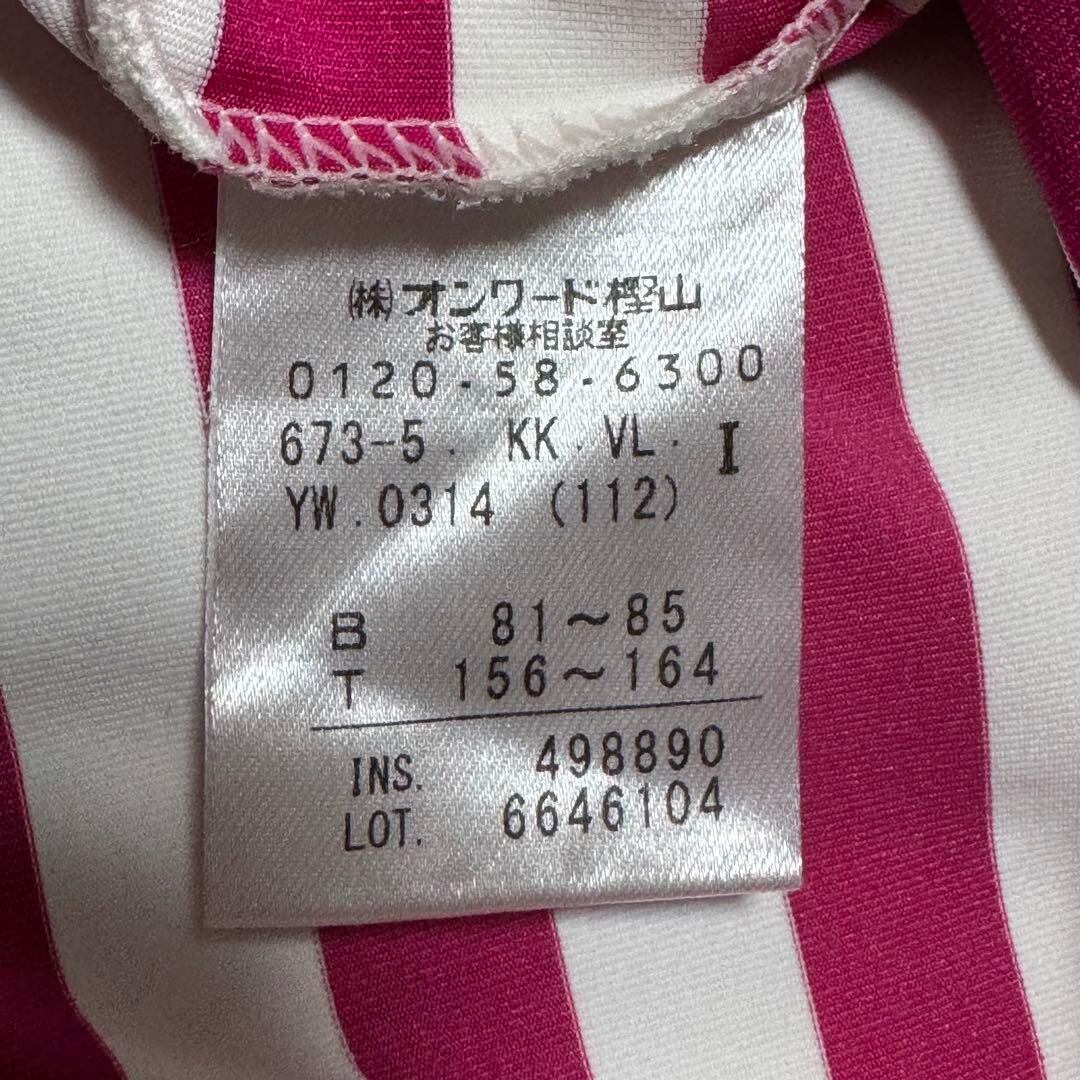 ㈱オンワード樫山
お客様相談室
0120-58-6300
673-5. KK.VL. I
YW.0314 (112)
B 81~85
T 156~164
INS. 498890
LOT. 6646104